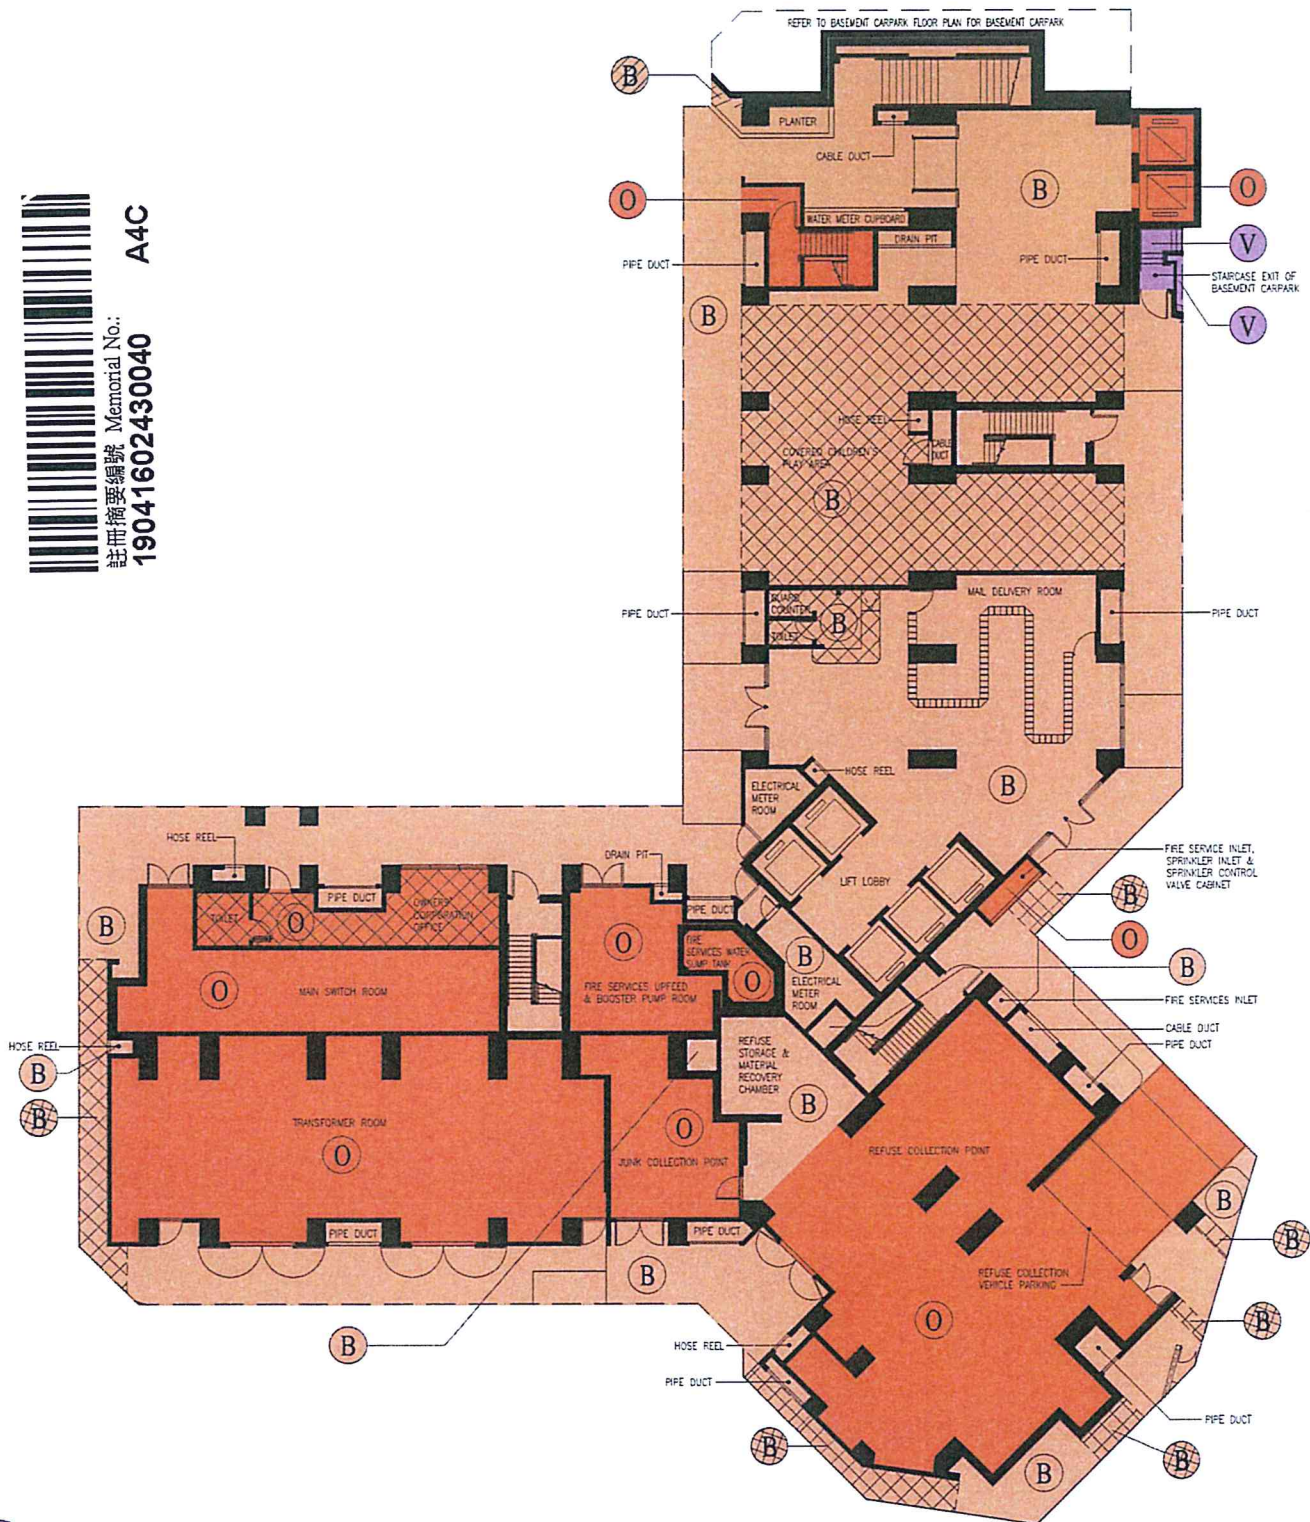 REFER TO BASEMENT CARPARK FLOOR PLAN FOR BASEMENT CARPARK
B
PLANTER
CABLE DUCT
B
O
O
WATER METER CUPBOARD
DRAIN PIT
V
PIPE DUCT
PIPE DUCT
STAIRCASE EXIT OF
BASEMENT CARPARK
B
V
註冊摘要編號 Memorial No.:
19041602430040
A4C
HOSE REEL
CABLE
DUCT
COVERED CHILDREN'S
PLAY AREA
B
GUARD
COUNTER
MAIL DELIVERY ROOM
PIPE DUCT
B
PIPE DUCT
TOILET
HOSE REEL
ELECTRICAL
METER
ROOM
B
HOSE REEL
DRAIN PIT
FIRE SERVICE INLET,
SPRINKLER INLET &
SPRINKLER CONTROL
VALVE CABINET
LIFT LOBBY
B
PIPE DUCT
OWNERS'
CORPORATION
OFFICE
TOILET
O
PIPE DUCT
B
O
FIRE
SERVICES WATER
SUMP TANK
B
O
B
O
ELECTRICAL
METER
ROOM
O
MAIN SWITCH ROOM
FIRE SERVICES UPFEED
& BOOSTER PUMP ROOM
FIRE SERVICES INLET
CABLE DUCT
PIPE DUCT
HOSE REEL
B
REFUSE
STORAGE &
MATERIAL
RECOVERY
CHAMBER
B
B
TRANSFORMER ROOM
O
O
JUNK COLLECTION POINT
REFUSE COLLECTION POINT
B
PIPE DUCT
PIPE DUCT
B
B
REFUSE COLLECTION
VEHICLE PARKING
O
B
B
HOSE REEL
PIPE DUCT
PIPE DUCT
B
B
B